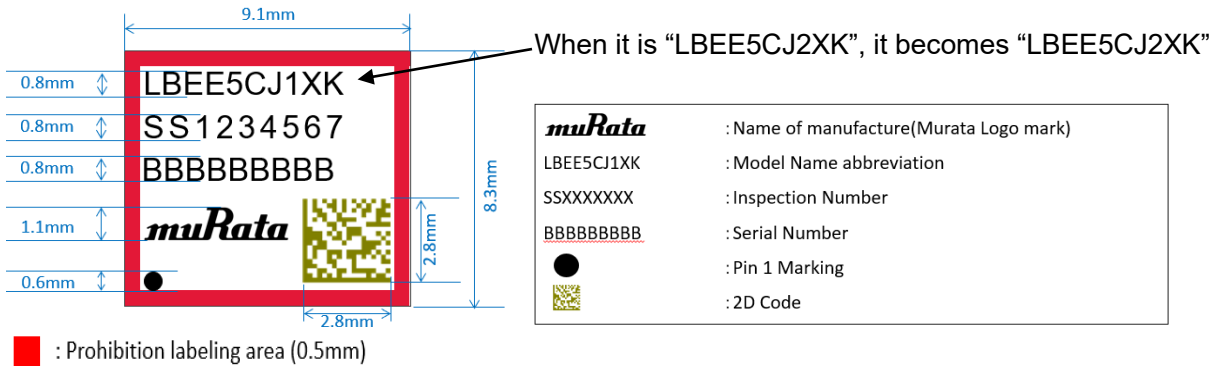 9.1mm
When it is “LBEE5CJ2XK”, it becomes “LBEE5CJ2XK”
0.8mm
LBEE5CJ1XK
0.8mm
SS1234567
0.8mm
BBBBBBBBB
1.1mm
muRata
0.6mm
8.3mm
2.8mm
2.8mm
muRata : Name of manufacture(Murata Logo mark)
LBEE5CJ1XK : Model Name abbreviation
SSXXXXXXX : Inspection Number
BBBBBBBBBB : Serial Number
: Pin 1 Marking
: 2D Code
: Prohibition labeling area (0.5mm)